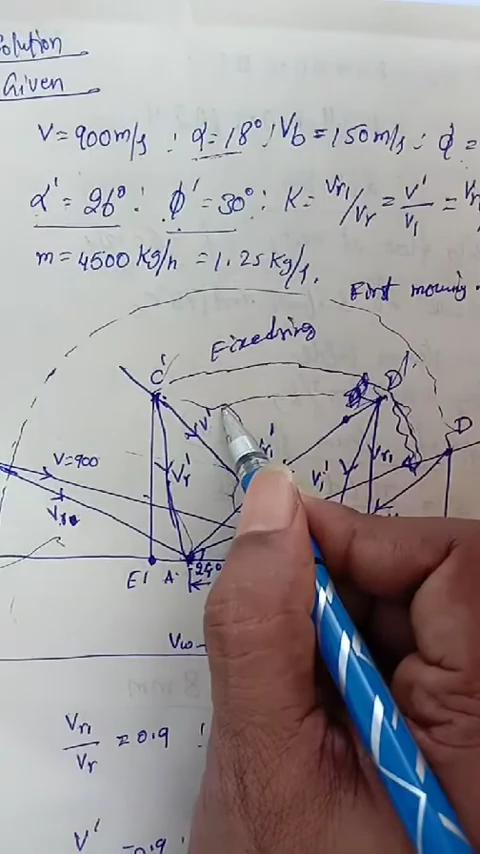 Solution
Given
V = 900 m/s ; α = 18° ; Vb = 150 m/s ; ϕ =
α' = 26° ; ϕ' = 30° ; K = Vr1/Vr = V'/V1 =
m = 4500 kg/h = 1.25 kg/s.
First moving
Fixed ring
C'
D'
D
V'
V=900
Vr'
V1'
Vr1
E1 A
24°
Vw
Vr1/Vr = 0.9 !
V' = 0.9